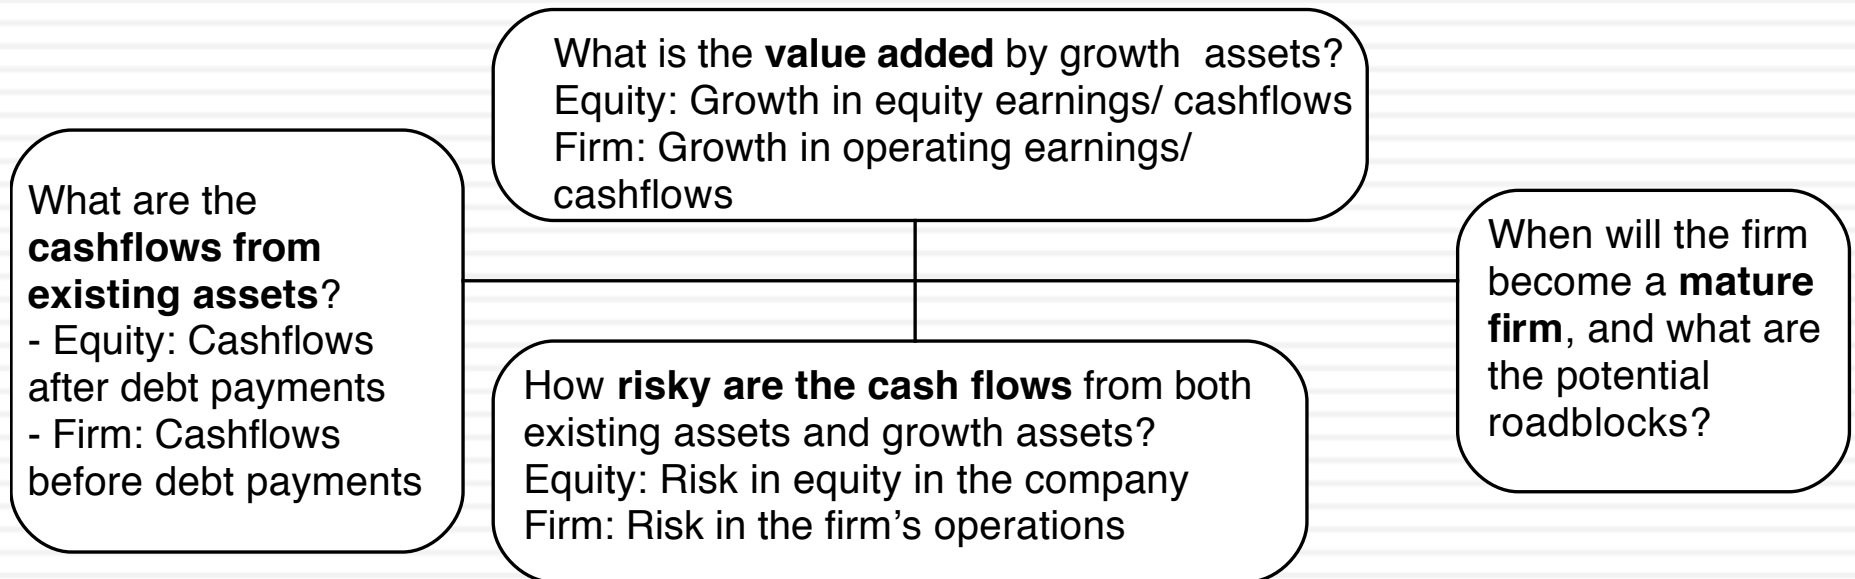 What is the value added by growth  assets?
Equity: Growth in equity earnings/ cashflows
Firm: Growth in operating earnings/
cashflows
What are the
cashflows from
existing assets?
- Equity: Cashflows
after debt payments
- Firm: Cashflows
before debt payments
How risky are the cash flows from both
existing assets and growth assets?
Equity: Risk in equity in the company
Firm: Risk in the firm’s operations
When will the firm
become a mature
firm, and what are
the potential
roadblocks?